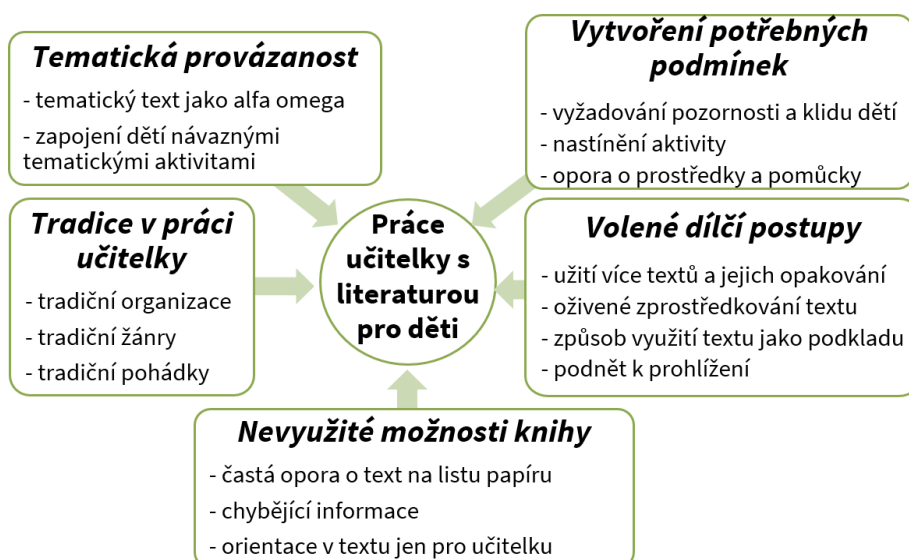 Tematická provázanost
- tematický text jako alfa omega
- zapojení dětí návaznými
tematickými aktivitami
Vytvoření potřebných
podmínek
- vyžadování pozornosti a klidu dětí
- nastínění aktivity
- opora o prostředky a pomůcky
Tradice v práci
učitelky
- tradiční organizace
- tradiční žánry
- tradiční pohádky
Práce
učitelky s
literaturou
pro děti
Volené dílčí postupy
- užití více textů a jejich opakování
- oživené zprostředkování textu
- způsob využití textu jako podkladu
- podnět k prohlížení
Nevyužité možnosti knihy
- častá opora o text na listu papíru
- chybějící informace
- orientace v textu jen pro učitelku